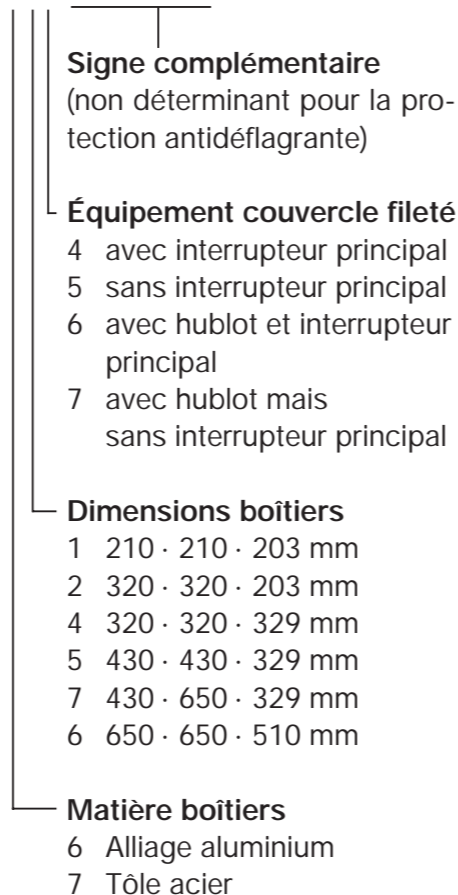 Signe complémentaire
(non déterminant pour la pro-
tection antidéflagrante)
Équipement couvercle fileté
4 avec interrupteur principal
5 sans interrupteur principal
6 avec hublot et interrupteur
principal
7 avec hublot mais
sans interrupteur principal
Dimensions boîtiers
1 210 · 210 · 203 mm
2 320 · 320 · 203 mm
4 320 · 320 · 329 mm
5 430 · 430 · 329 mm
7 430 · 650 · 329 mm
6 650 · 650 · 510 mm
Matière boîtiers
6 Alliage aluminium
7 Tôle acier